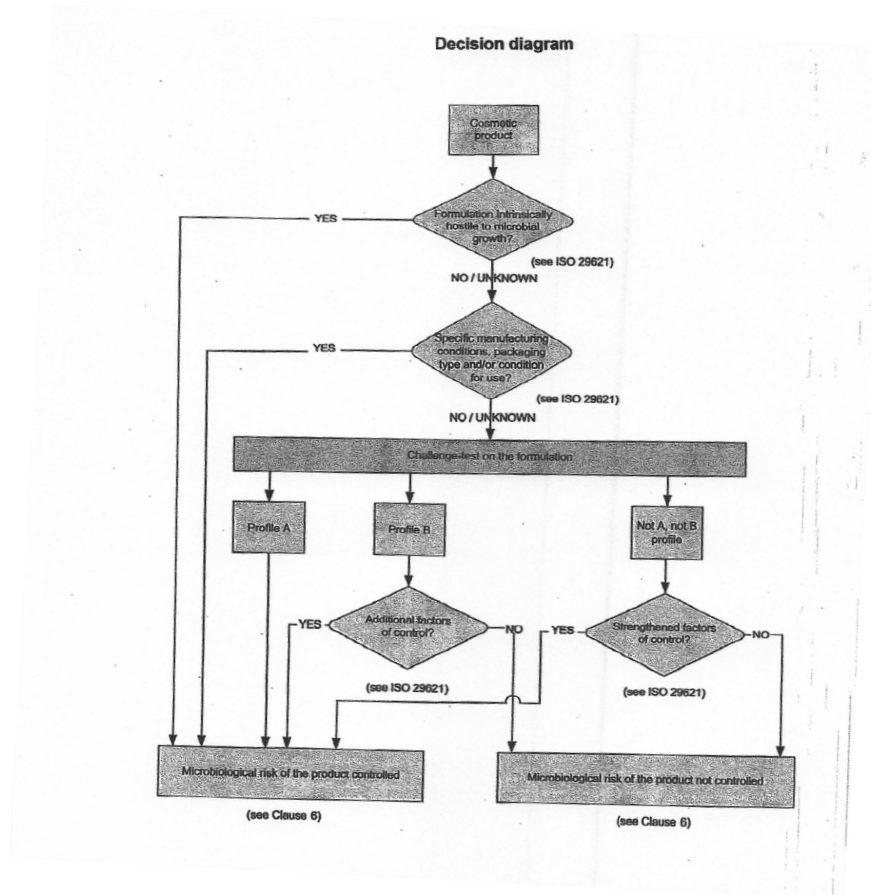 Decision diagram
Cosmetic
product
Formulation Intrinsically
hostile to microbial
growth?
YES
(see ISO 29621)
NO / UNKNOWN
Specific manufacturing
conditions, packaging
type and/or condition
for use?
YES
(see ISO 29621)
NO / UNKNOWN
Challenge-test on the formulation
Profile A
Profile B
Not A, not B
profile
Additional factors
of control?
YES
NO
(see ISO 29621)
Strengthened factors
of control?
YES
NO
(see ISO 29621)
Microbiological risk of the product controlled
(see Clause 6)
Microbiological risk of the product not controlled
(see Clause 6)